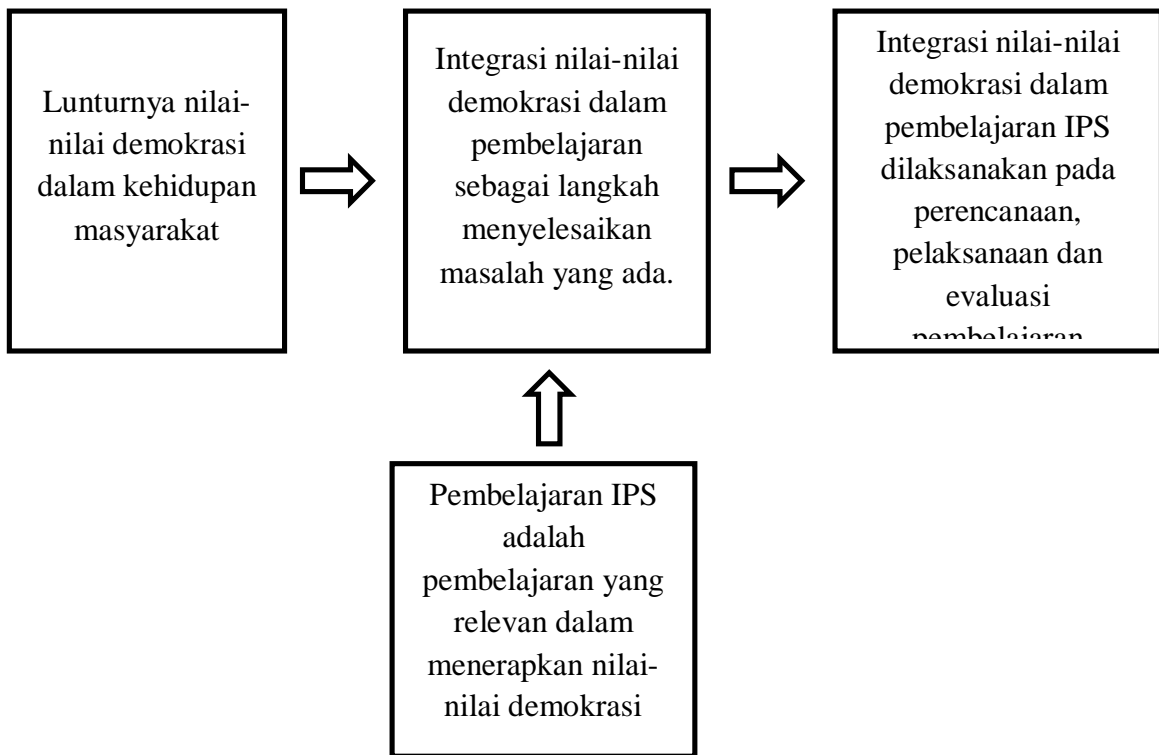 Lunturnya nilai-
nilai demokrasi
dalam kehidupan
masyarakat
Integrasi nilai-nilai
demokrasi dalam
pembelajaran
sebagai langkah
menyelesaikan
masalah yang ada.
Integrasi nilai-nilai
demokrasi dalam
pembelajaran IPS
dilaksanakan pada
perencanaan,
pelaksanaan dan
evaluasi
pembelajaran
Pembelajaran IPS
adalah
pembelajaran yang
relevan dalam
menerapkan nilai-
nilai demokrasi